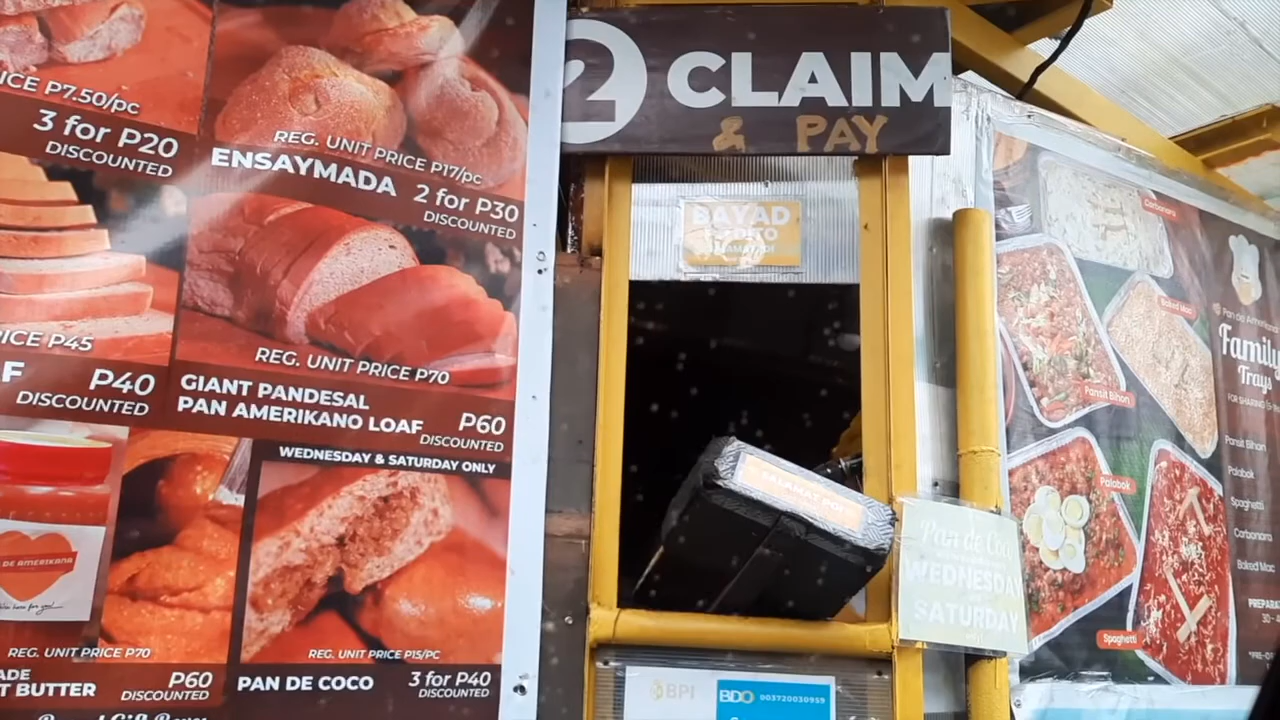 ICE P7.50/pc
3 for P20
DISCOUNTED
REG. UNIT PRICE P17/pc
ENSAYMADA 2 for P30
DISCOUNTED
ICE P45
F P40
DISCOUNTED
REG. UNIT PRICE P70
GIANT PANDESAL
PAN AMERIKANO LOAF P60
DISCOUNTED
DE AMERIKANA
REG. UNIT PRICE P70
ADE
T BUTTER P60
DISCOUNTED
WEDNESDAY & SATURDAY ONLY
REG. UNIT PRICE P15/PC
PAN DE COCO 3 for P40
DISCOUNTED
2 CLAIM
& PAY
BAYAD
DITO
SALAMAT PO!
Pan de Coco
WEDNESDAY
SATURDAY
BPI
BDO 003720030959
Carbonara
Baked Mac
Pansit Bihon
Palabok
Spaghetti
Pan de Amerikana
Family
Trays
FOR SHARING
Pansit Bihon
Palabok
Spaghetti
Carbonara
Baked Mac